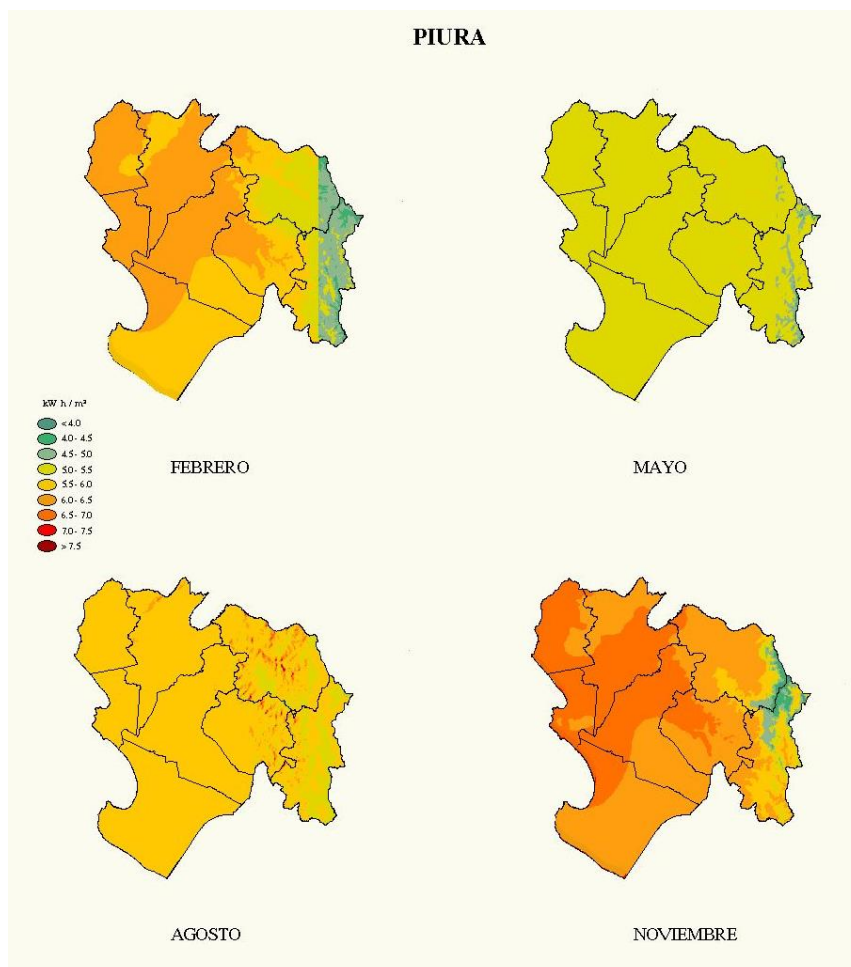 PIURA
FEBRERO
MAYO
kW h / m²
< 4.0
4.0 - 4.5
4.5 - 5.0
5.0 - 5.5
5.5 - 6.0
6.0 - 6.5
6.5 - 7.0
7.0 - 7.5
> 7.5
AGOSTO
NOVIEMBRE